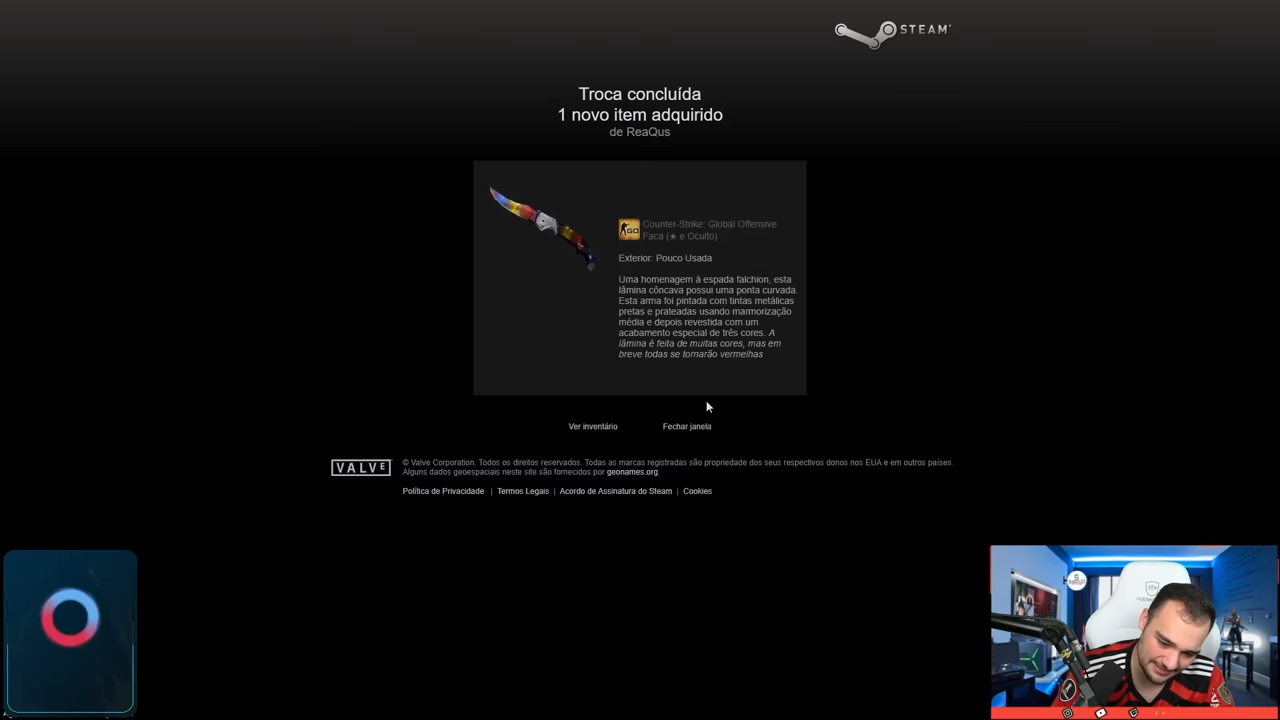 STEAM
Troca concluída
1 novo item adquirido
de ReaQus
GO
Counter-Strike: Global Offensive
Faca (★ e Oculto)
Exterior: Pouco Usada
Uma homenagem à espada falchion, esta
lâmina côncava possui uma ponta curvada.
Esta arma foi pintada com tintas metálicas
pretas e prateadas usando marmorização
média e depois revestida com um
acabamento especial de três cores. A
lâmina é feita de muitas cores, mas em
breve todas se tornarão vermelhas
Ver inventário
Fechar janela
VALVE
© Valve Corporation. Todos os direitos reservados. Todas as marcas registradas são propriedade dos seus respectivos donos nos EUA e em outros países.
Alguns dados geoespaciais neste site são fornecidos por geonames.org.
Política de Privacidade | Termos Legais | Acordo de Assinatura do Steam | Cookies